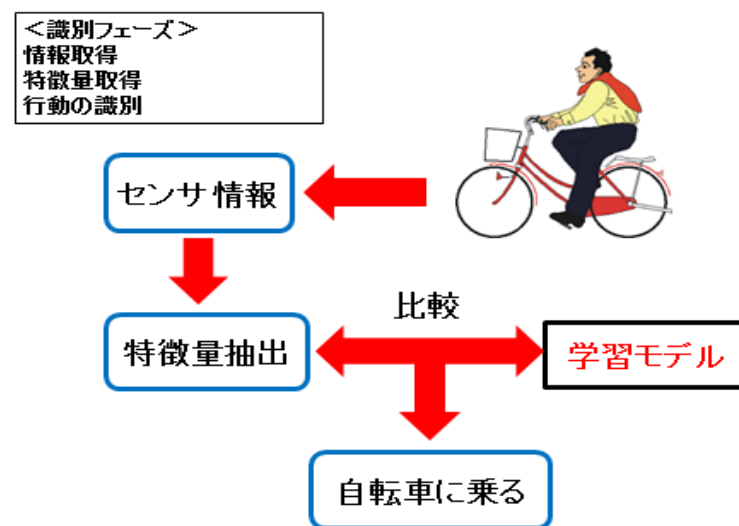 ＜識別フェーズ＞
情報取得
特徴量取得
行動の識別
センサ情報
比較
特徴量抽出
学習モデル
自転車に乗る